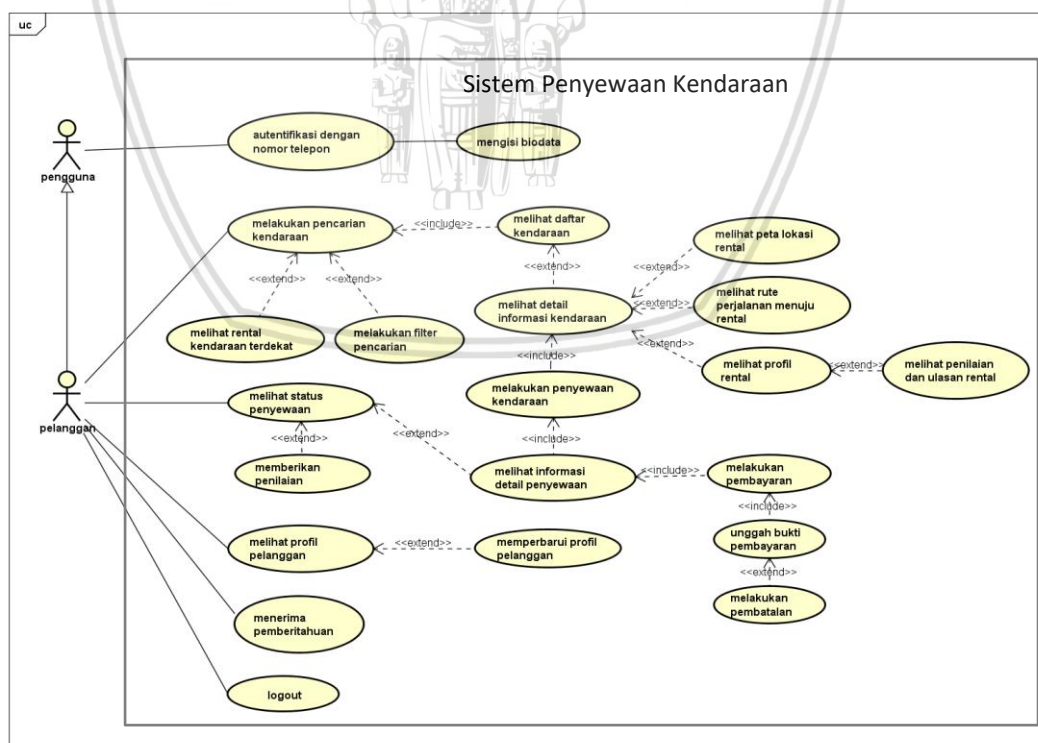 uc
Sistem Penyewaan Kendaraan
autentifikasi dengan
nomor telepon
mengisi biodata
pengguna
melakukan pencarian
kendaraan
<<include>>
melihat daftar
kendaraan
melihat peta lokasi
rental
<<extend>>
<<extend>>
<<extend>>
<<extend>>
melihat detail
informasi kendaraan
<<extend>>
melihat rute
perjalanan menuju
rental
melihat rental
kendaraan terdekat
melakukan filter
pencarian
<<include>>
<<extend>>
melihat profil
rental
<<extend>>
melihat penilaian
dan ulasan rental
pelanggan
melihat status
penyewaan
melakukan penyewaan
kendaraan
<<extend>>
<<extend>>
<<include>>
memberikan
penilaian
melihat informasi
detail penyewaan
<<include>>
melakukan
pembayaran
<<include>>
melihat profil
pelanggan
<<extend>>
memperbarui profil
pelanggan
unggah bukti
pembayaran
<<extend>>
melakukan
pembatalan
menerima
pemberitahuan
logout